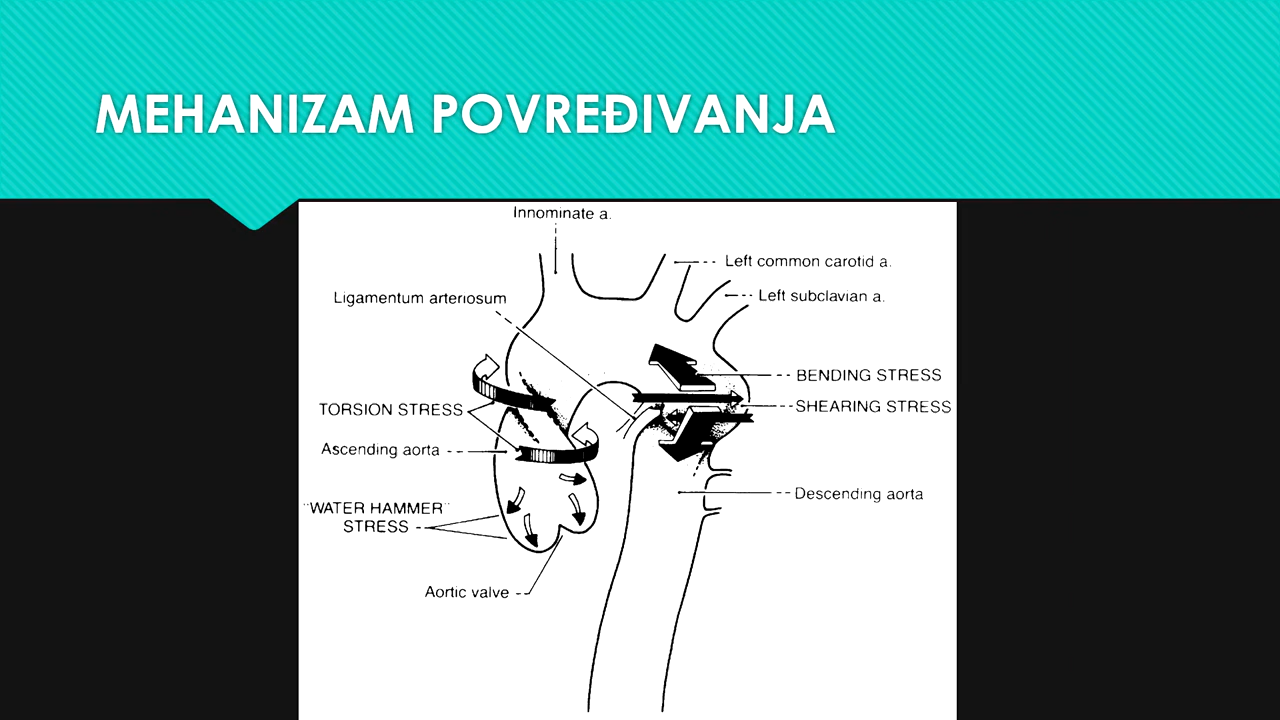 MEHANIZAM POVREĐIVANJA
Innominate a.
Left common carotid a.
Left subclavian a.
Ligamentum arteriosum
BENDING STRESS
SHEARING STRESS
TORSION STRESS
Ascending aorta
Descending aorta
"WATER HAMMER"
STRESS
Aortic valve